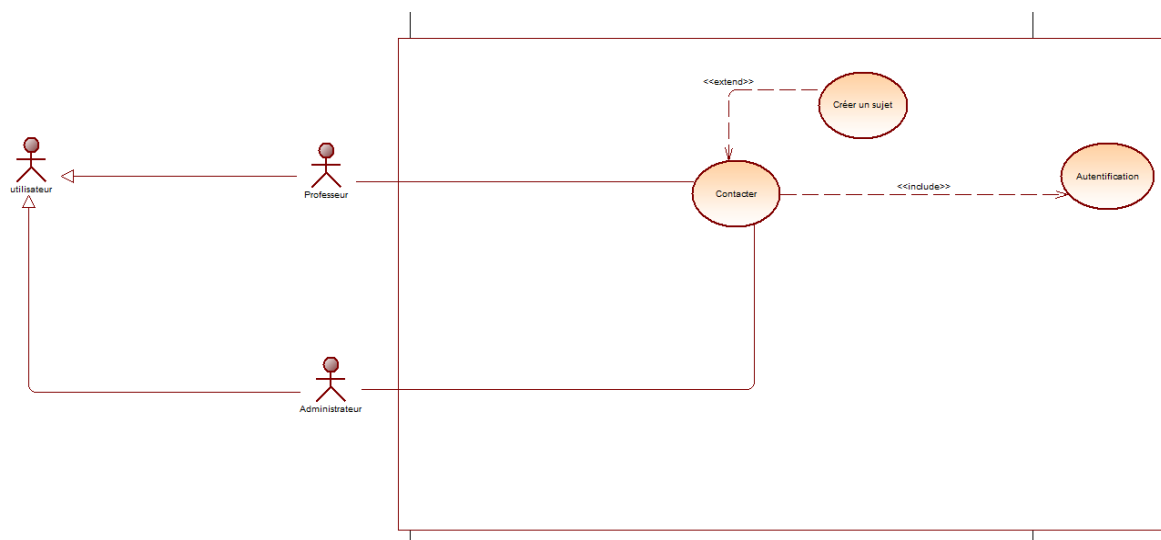 <<extend>>
Créer un sujet
utilisateur
Professeur
Contacter
<<include>>
Autentification
Administrateur